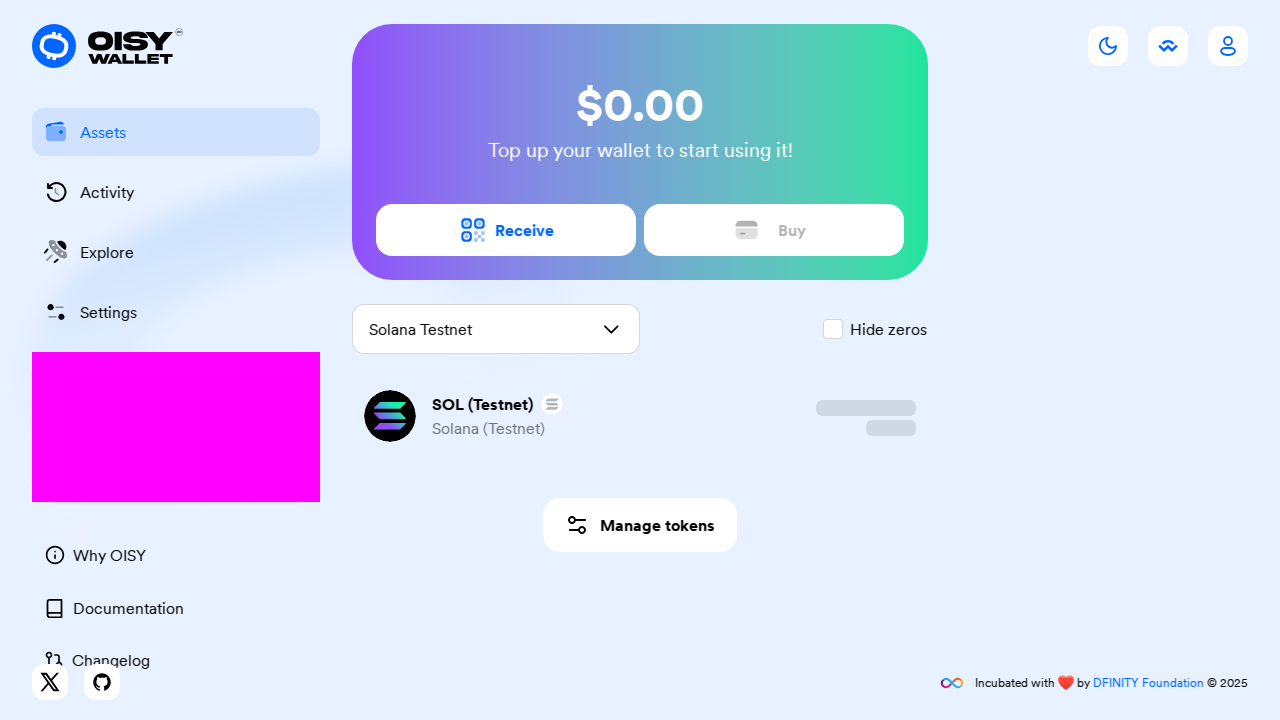 OISY
WALLET
Assets
Activity
Explore
Settings
Why OISY
Documentation
Changelog
$0.00
Top up your wallet to start using it!
Receive
Buy
Solana Testnet
Hide zeros
SOL (Testnet)
Solana (Testnet)
Manage tokens
Incubated with ❤️ by DFINITY Foundation © 2025